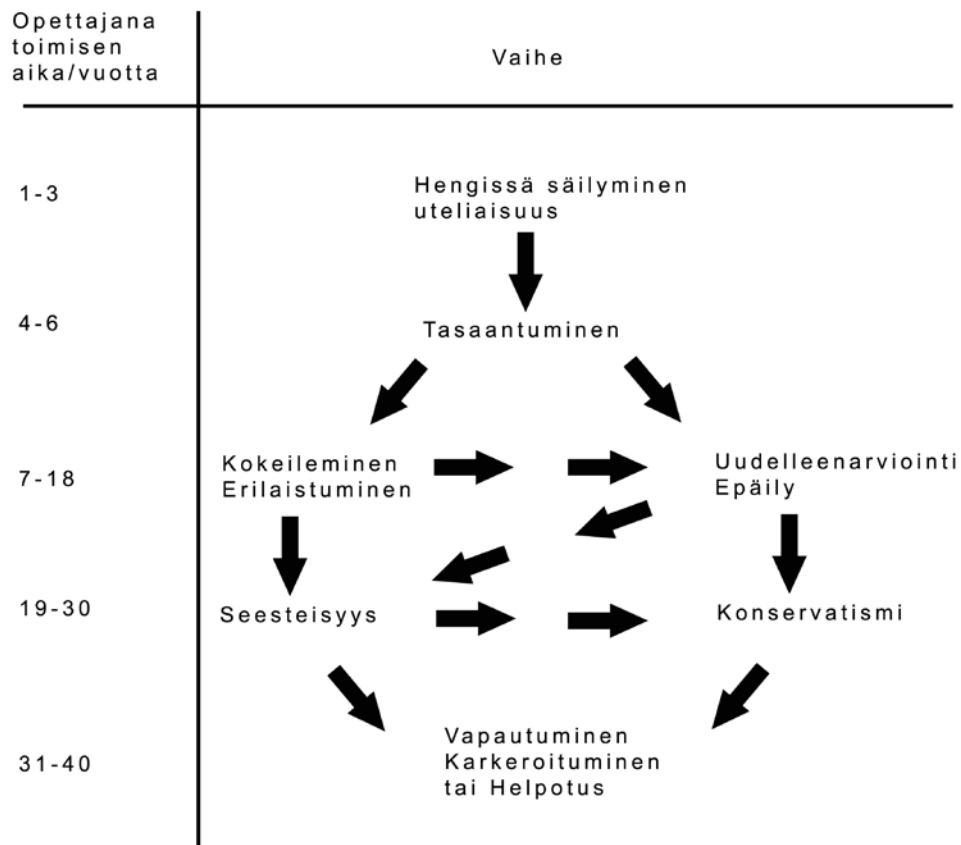 Opettajana
toimisen
aika/vuotta
Vaihe
1-3
Hengissä säilyminen
uteliaisuus
4-6
Tasaantuminen
7-18
Kokeileminen
Erilaistuminen
Uudelleenarviointi
Epäily
19-30
Seesteisyys
Konservatismi
31-40
Vapautuminen
Karkeroituminen
tai Helpotus